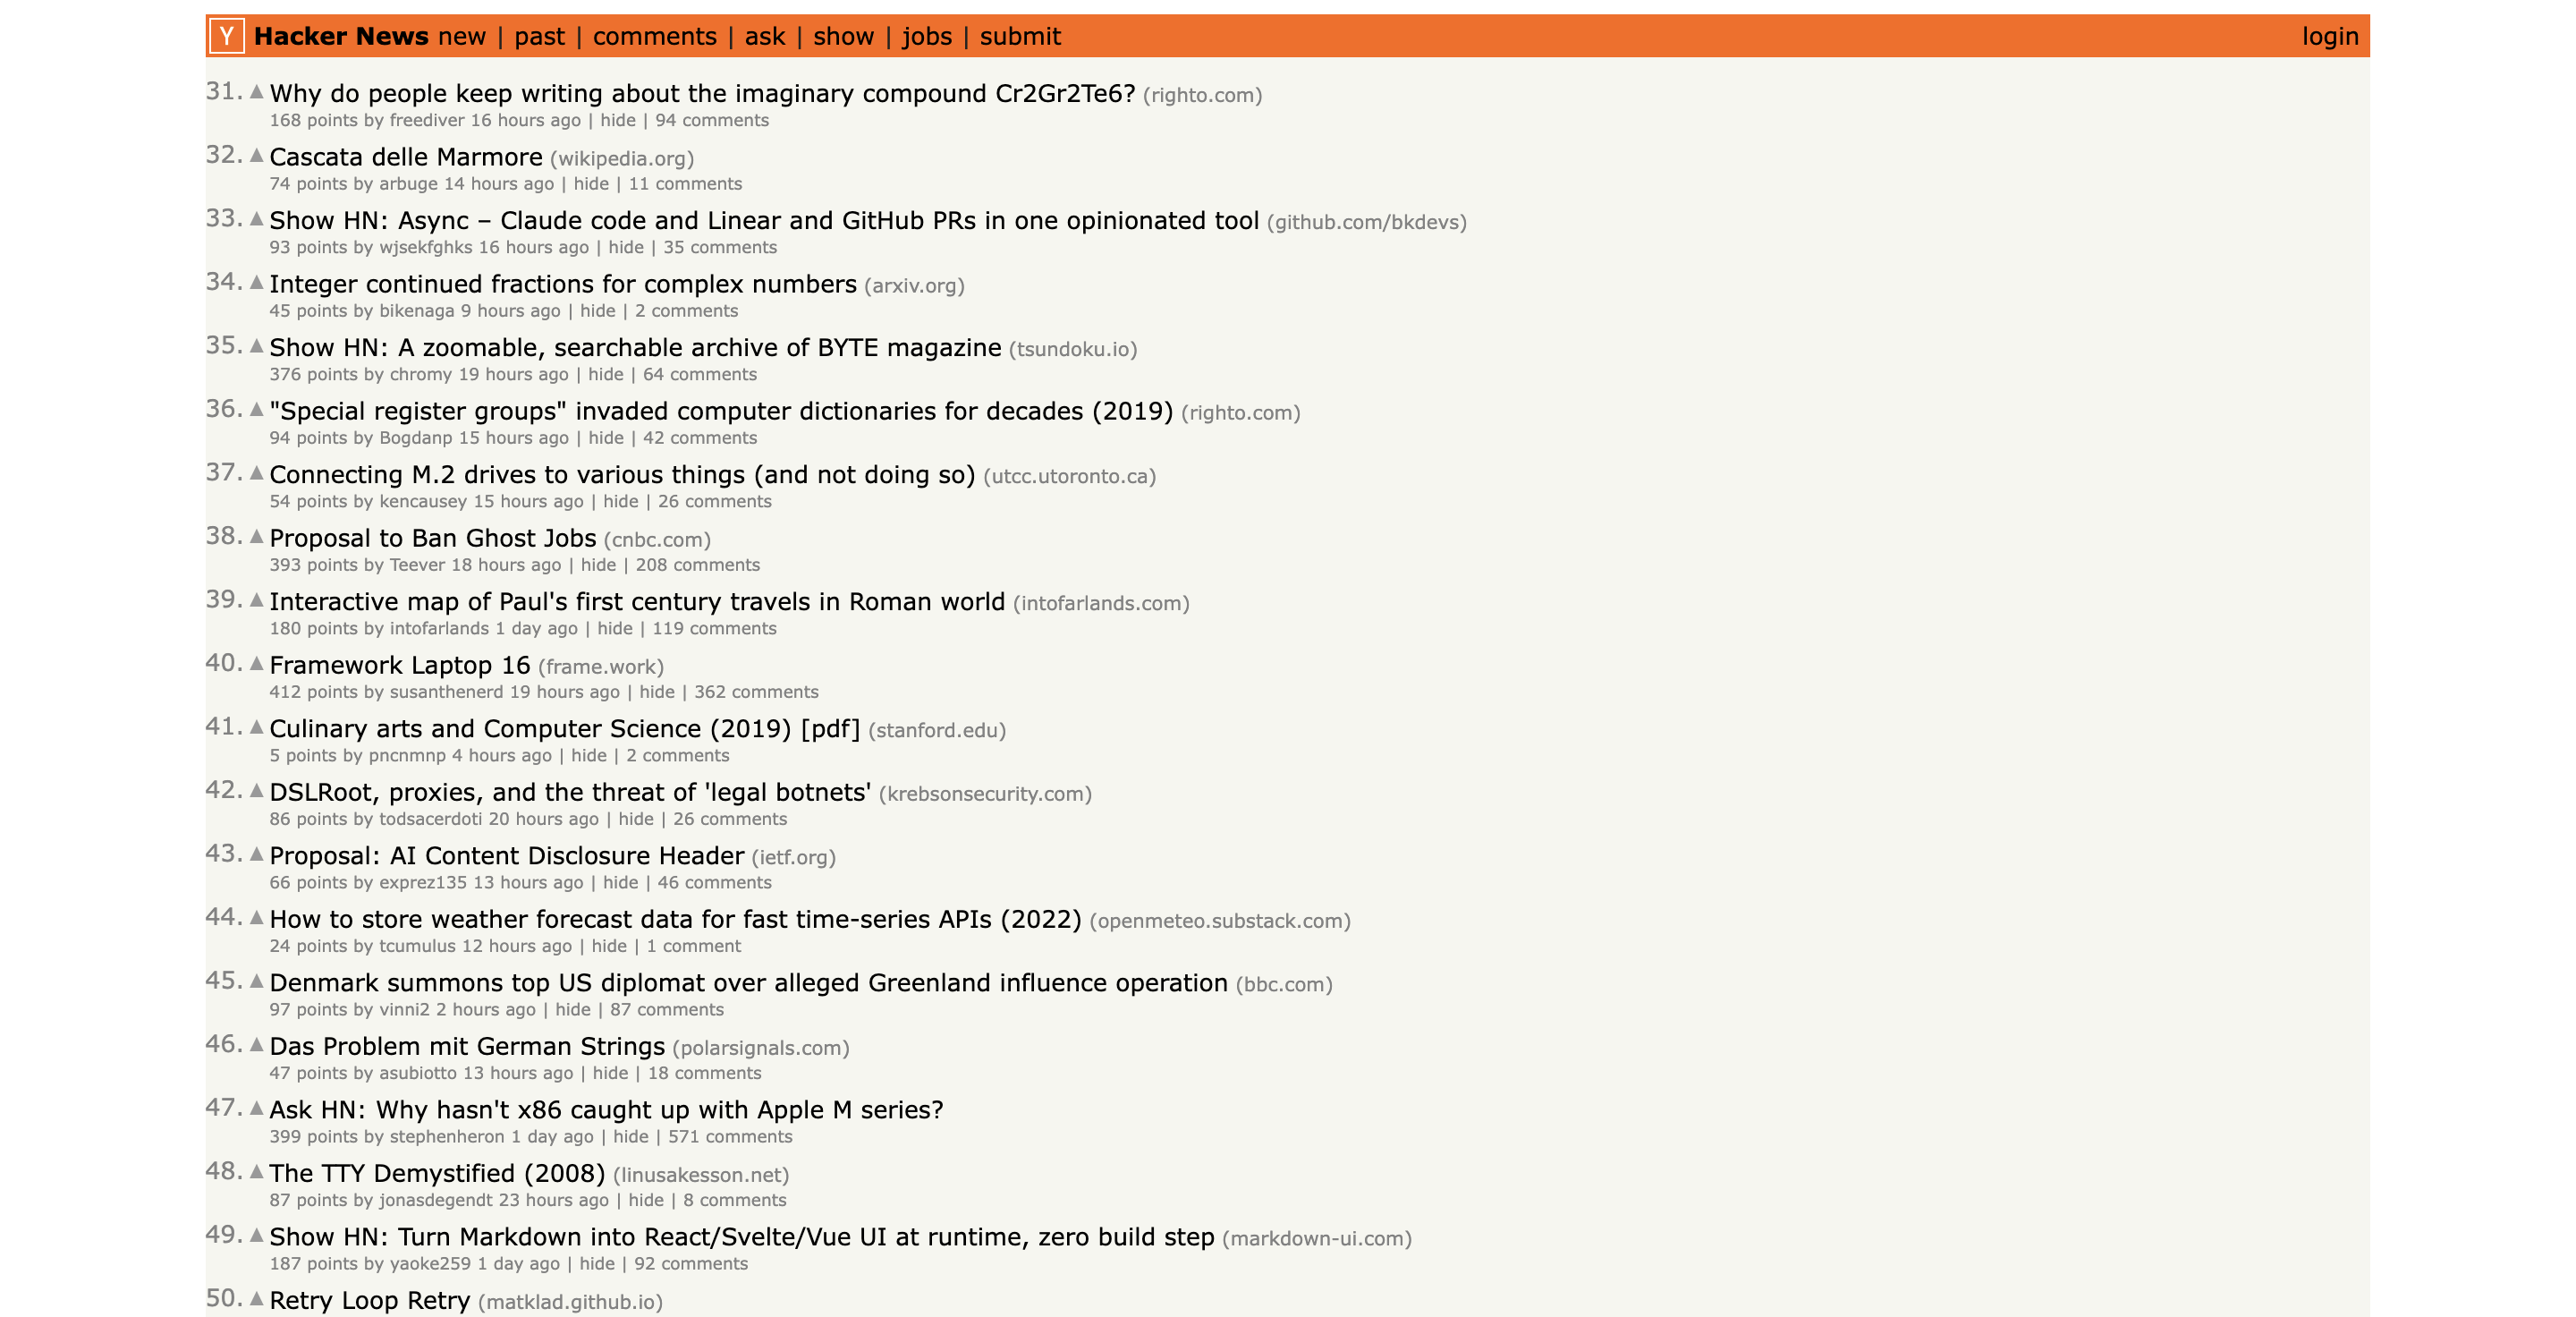 Y Hacker News new | past | comments | ask | show | jobs | submit login
31. ▲ Why do people keep writing about the imaginary compound Cr2Gr2Te6? (righto.com)
168 points by freediver 16 hours ago | hide | 94 comments
32. ▲ Cascata delle Marmore (wikipedia.org)
74 points by arbuge 14 hours ago | hide | 11 comments
33. ▲ Show HN: Async – Claude code and Linear and GitHub PRs in one opinionated tool (github.com/bkdevs)
93 points by wjsekfghks 16 hours ago | hide | 35 comments
34. ▲ Integer continued fractions for complex numbers (arxiv.org)
45 points by bikenaga 9 hours ago | hide | 2 comments
35. ▲ Show HN: A zoomable, searchable archive of BYTE magazine (tsundoku.io)
376 points by chromy 19 hours ago | hide | 64 comments
36. ▲ "Special register groups" invaded computer dictionaries for decades (2019) (righto.com)
94 points by Bogdanp 15 hours ago | hide | 42 comments
37. ▲ Connecting M.2 drives to various things (and not doing so) (utcc.utoronto.ca)
54 points by kencausey 15 hours ago | hide | 26 comments
38. ▲ Proposal to Ban Ghost Jobs (cnbc.com)
393 points by Teever 18 hours ago | hide | 208 comments
39. ▲ Interactive map of Paul's first century travels in Roman world (intofarlands.com)
180 points by intofarlands 1 day ago | hide | 119 comments
40. ▲ Framework Laptop 16 (frame.work)
412 points by susanthenerd 19 hours ago | hide | 362 comments
41. ▲ Culinary arts and Computer Science (2019) [pdf] (stanford.edu)
5 points by pncnmnp 4 hours ago | hide | 2 comments
42. ▲ DSLRoot, proxies, and the threat of 'legal botnets' (krebsonsecurity.com)
86 points by todsacerdoti 20 hours ago | hide | 26 comments
43. ▲ Proposal: AI Content Disclosure Header (ietf.org)
66 points by exprez135 13 hours ago | hide | 46 comments
44. ▲ How to store weather forecast data for fast time-series APIs (2022) (openmeteo.substack.com)
24 points by tcumulus 12 hours ago | hide | 1 comment
45. ▲ Denmark summons top US diplomat over alleged Greenland influence operation (bbc.com)
97 points by vinni2 2 hours ago | hide | 87 comments
46. ▲ Das Problem mit German Strings (polarsignals.com)
47 points by asubiotto 13 hours ago | hide | 18 comments
47. ▲ Ask HN: Why hasn't x86 caught up with Apple M series?
399 points by stephenheron 1 day ago | hide | 571 comments
48. ▲ The TTY Demystified (2008) (linusakesson.net)
87 points by jonasdegendt 23 hours ago | hide | 8 comments
49. ▲ Show HN: Turn Markdown into React/Svelte/Vue UI at runtime, zero build step (markdown-ui.com)
187 points by yaoke259 1 day ago | hide | 92 comments
50. ▲ Retry Loop Retry (matklad.github.io)